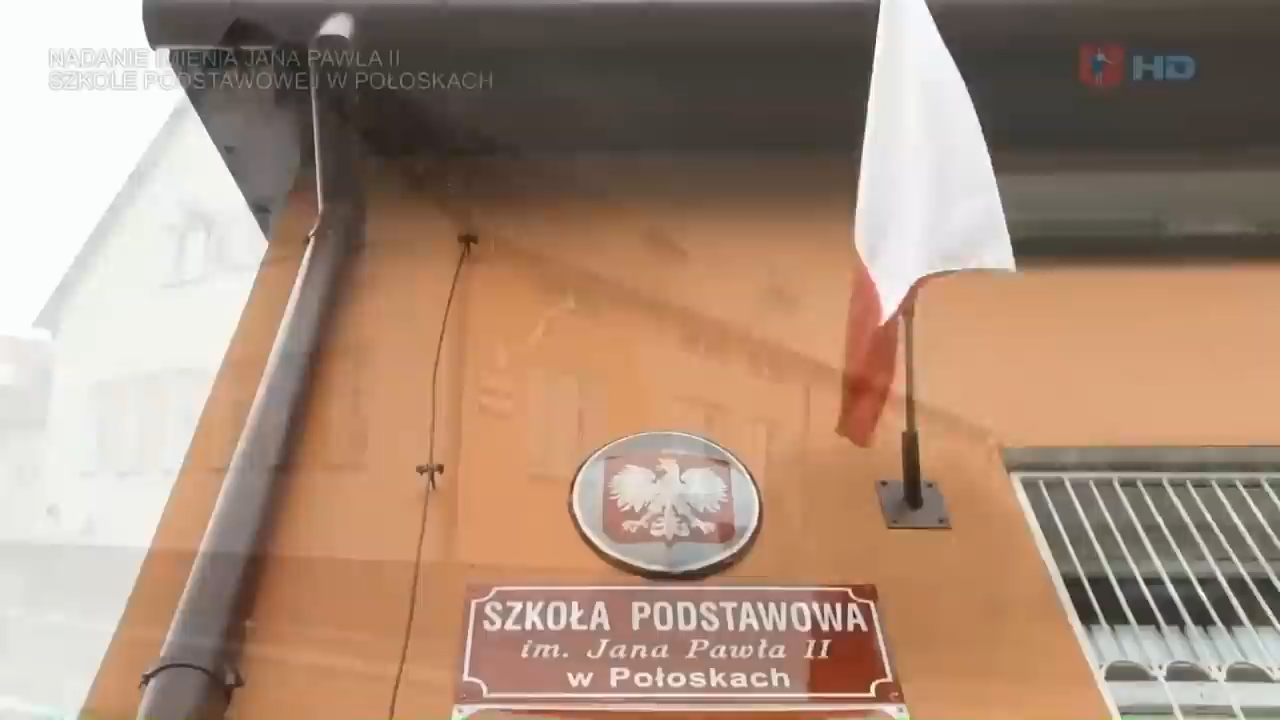 NADANIE IMIENIA JANA PAWŁA II
SZKOLE PODSTAWOWEJ W POŁOSKACH
HD
SZKOŁA PODSTAWOWA
im. Jana Pawła II
w Połoskach